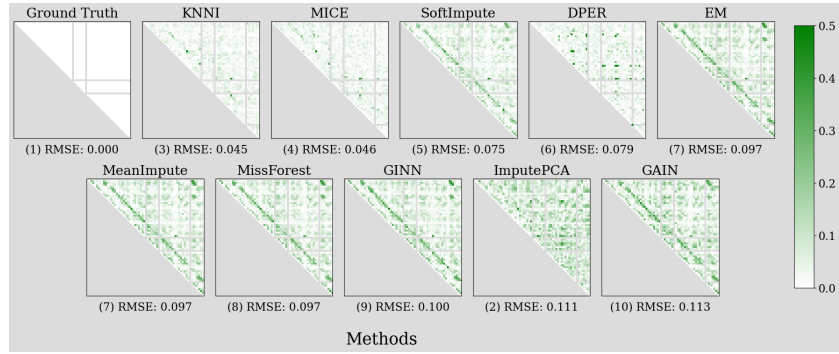 Ground Truth KNNI MICE SoftImpute DPER EM
(1) RMSE: 0.000 (3) RMSE: 0.045 (4) RMSE: 0.046 (5) RMSE: 0.075 (6) RMSE: 0.079 (7) RMSE: 0.097
MeanImpute MissForest GINN ImputePCA GAIN
(7) RMSE: 0.097 (8) RMSE: 0.097 (9) RMSE: 0.100 (2) RMSE: 0.111 (10) RMSE: 0.113
Methods
0.5
0.4
0.3
0.2
0.1
0.0